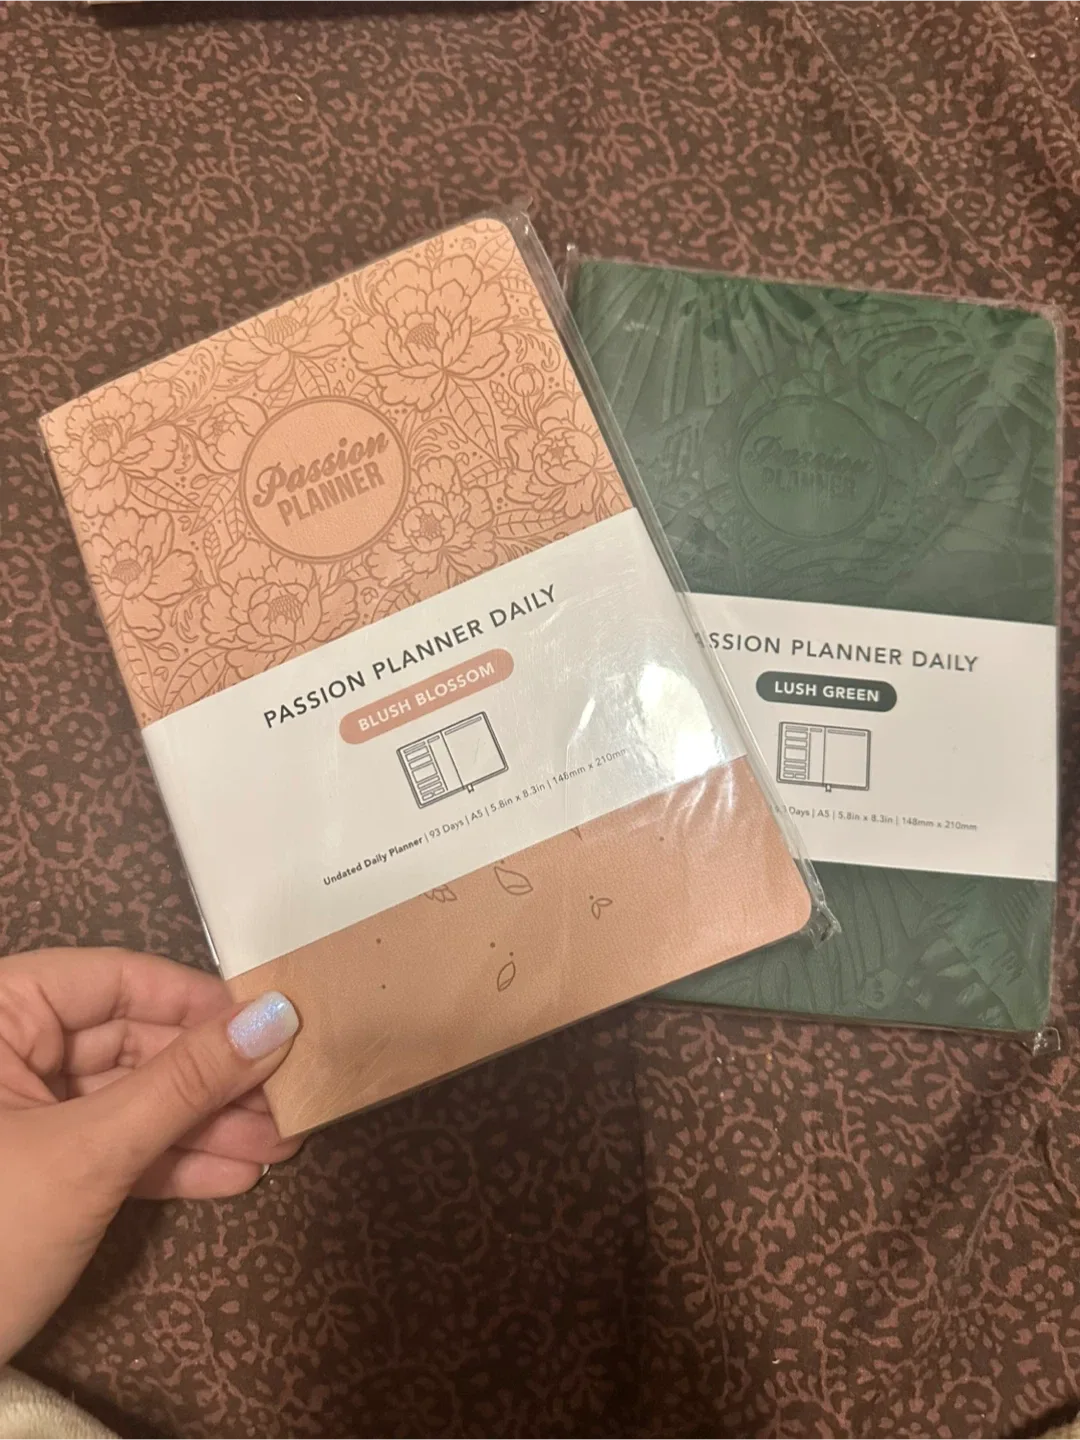 Passion
PLANNER
PASSION PLANNER DAILY
BLUSH BLOSSOM
Undated Daily Planner | 93 Days | A5 | 5.8in x 8.3in | 148mm x 210mm
Passion
PLANNER
ASSION PLANNER DAILY
LUSH GREEN
Days | A5 | 5.8in x 8.3in | 148mm x 210mm